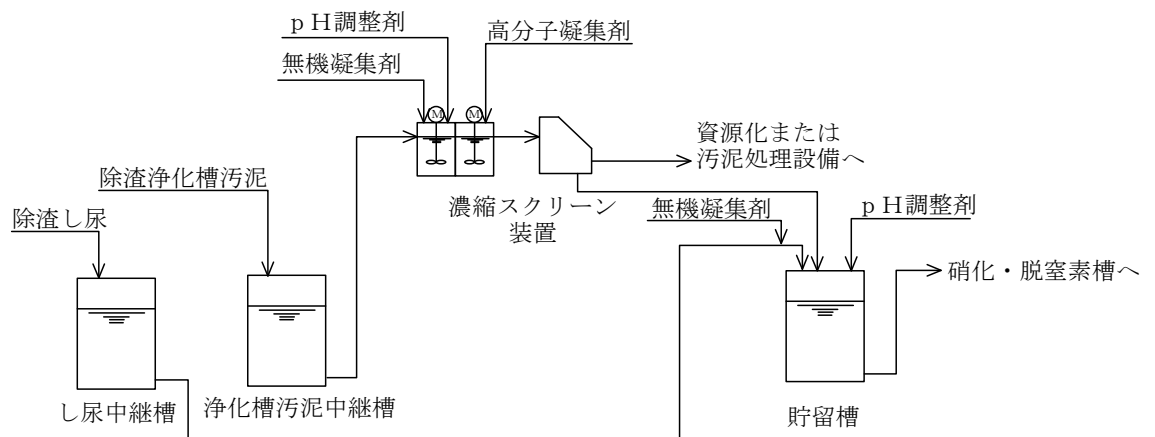 ｐＨ調整剤
高分子凝集剤
無機凝集剤
M
M
資源化または
汚泥処理設備へ
除渣浄化槽汚泥
濃縮スクリーン
装置
無機凝集剤
ｐＨ調整剤
除渣し尿
硝化・脱窒素槽へ
し尿中継槽
浄化槽汚泥中継槽
貯留槽